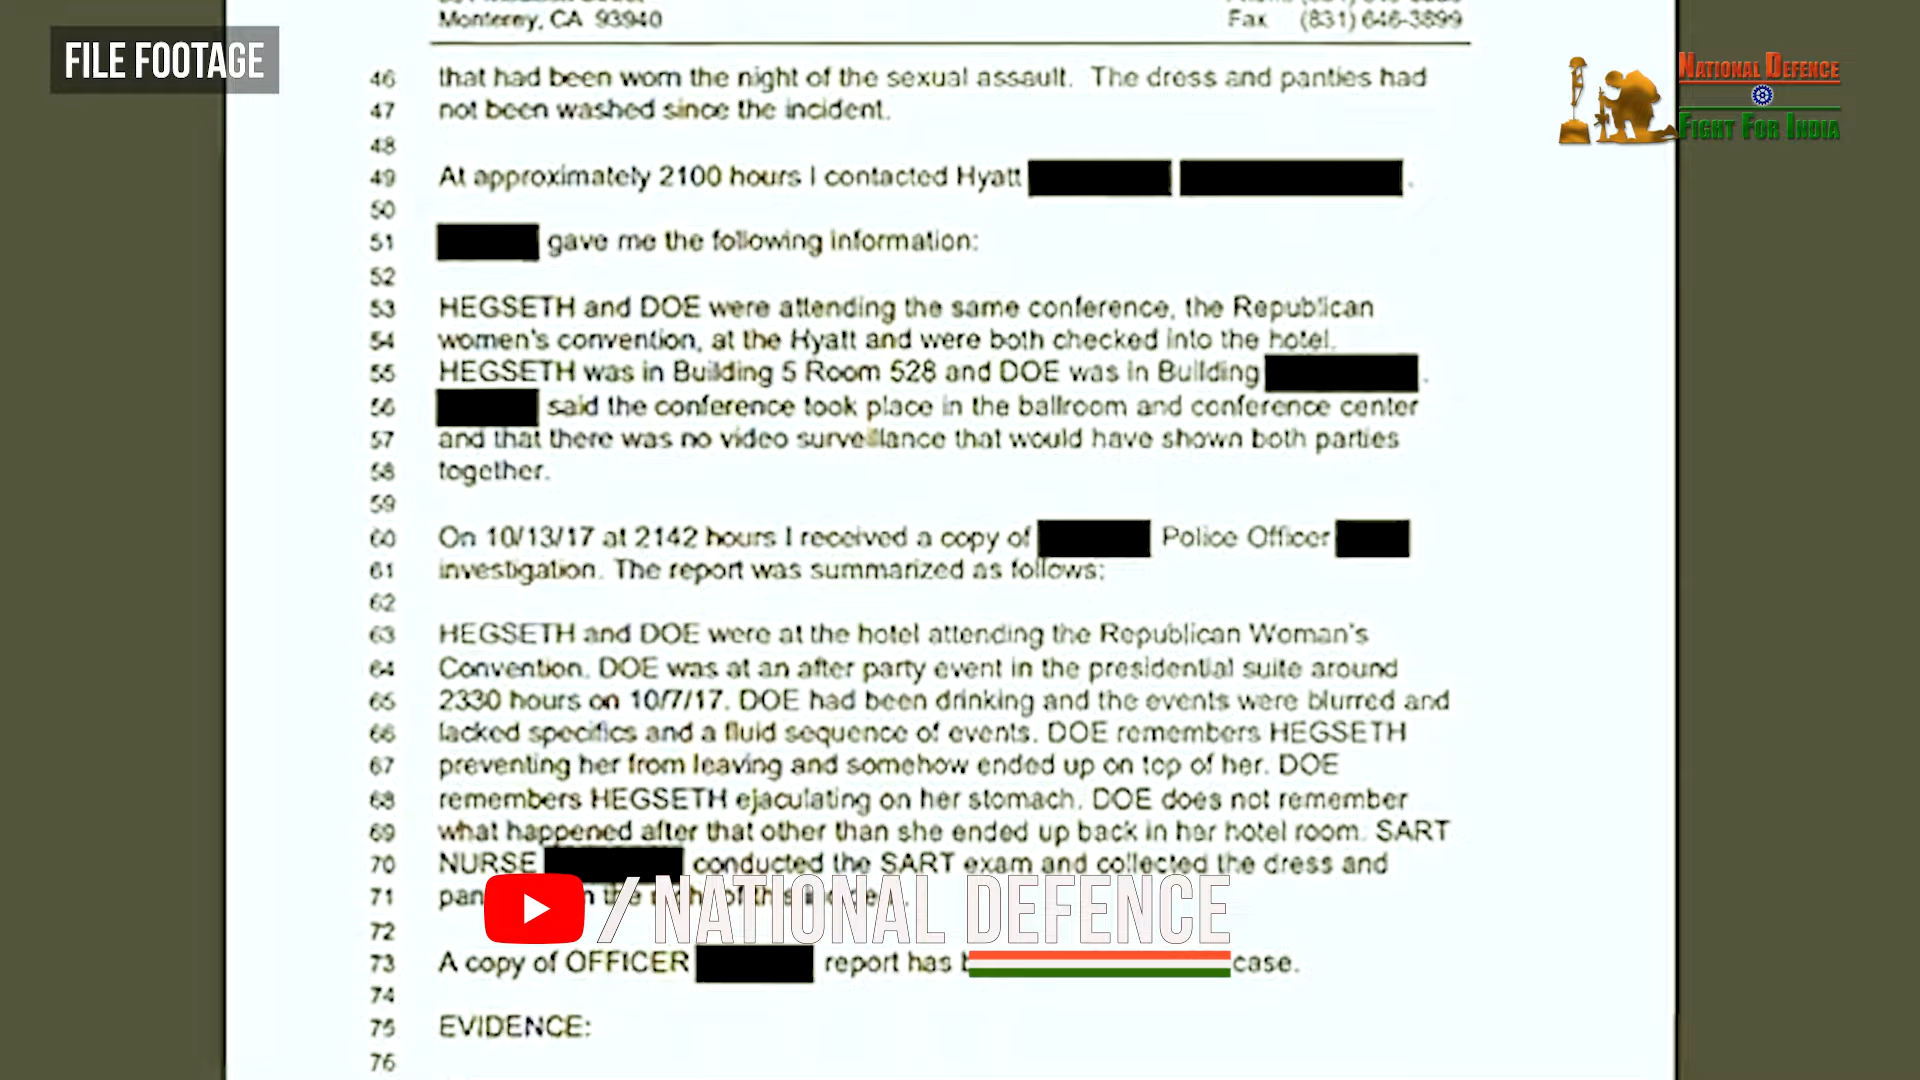 FILE FOOTAGE
NATIONAL DEFENCE
FIGHT FOR INDIA
Monterey, CA 93940
Fax (831) 646-3899
46 that had been worn the night of the sexual assault. The dress and panties had
47 not been washed since the incident.
48
49 At approximately 2100 hours I contacted Hyatt .
50
51 gave me the following information:
52
53 HEGSETH and DOE were attending the same conference, the Republican
54 women's convention, at the Hyatt and were both checked into the hotel.
55 HEGSETH was in Building 5 Room 528 and DOE was in Building .
56 said the conference took place in the ballroom and conference center
57 and that there was no video surveillance that would have shown both parties
58 together.
59
60 On 10/13/17 at 2142 hours I received a copy of Police Officer
61 investigation. The report was summarized as follows:
62
63 HEGSETH and DOE were at the hotel attending the Republican Woman's
64 Convention. DOE was at an after party event in the presidential suite around
65 2330 hours on 10/7/17. DOE had been drinking and the events were blurred and
66 lacked specifics and a fluid sequence of events. DOE remembers HEGSETH
67 preventing her from leaving and somehow ended up on top of her. DOE
68 remembers HEGSETH ejaculating on her stomach. DOE does not remember
69 what happened after that other than she ended up back in her hotel room. SART
70 NURSE conducted the SART exam and collected the dress and
71 the of this
/NATIONAL DEFENCE
72
73 A copy of OFFICER report has case.
74
75 EVIDENCE:
76